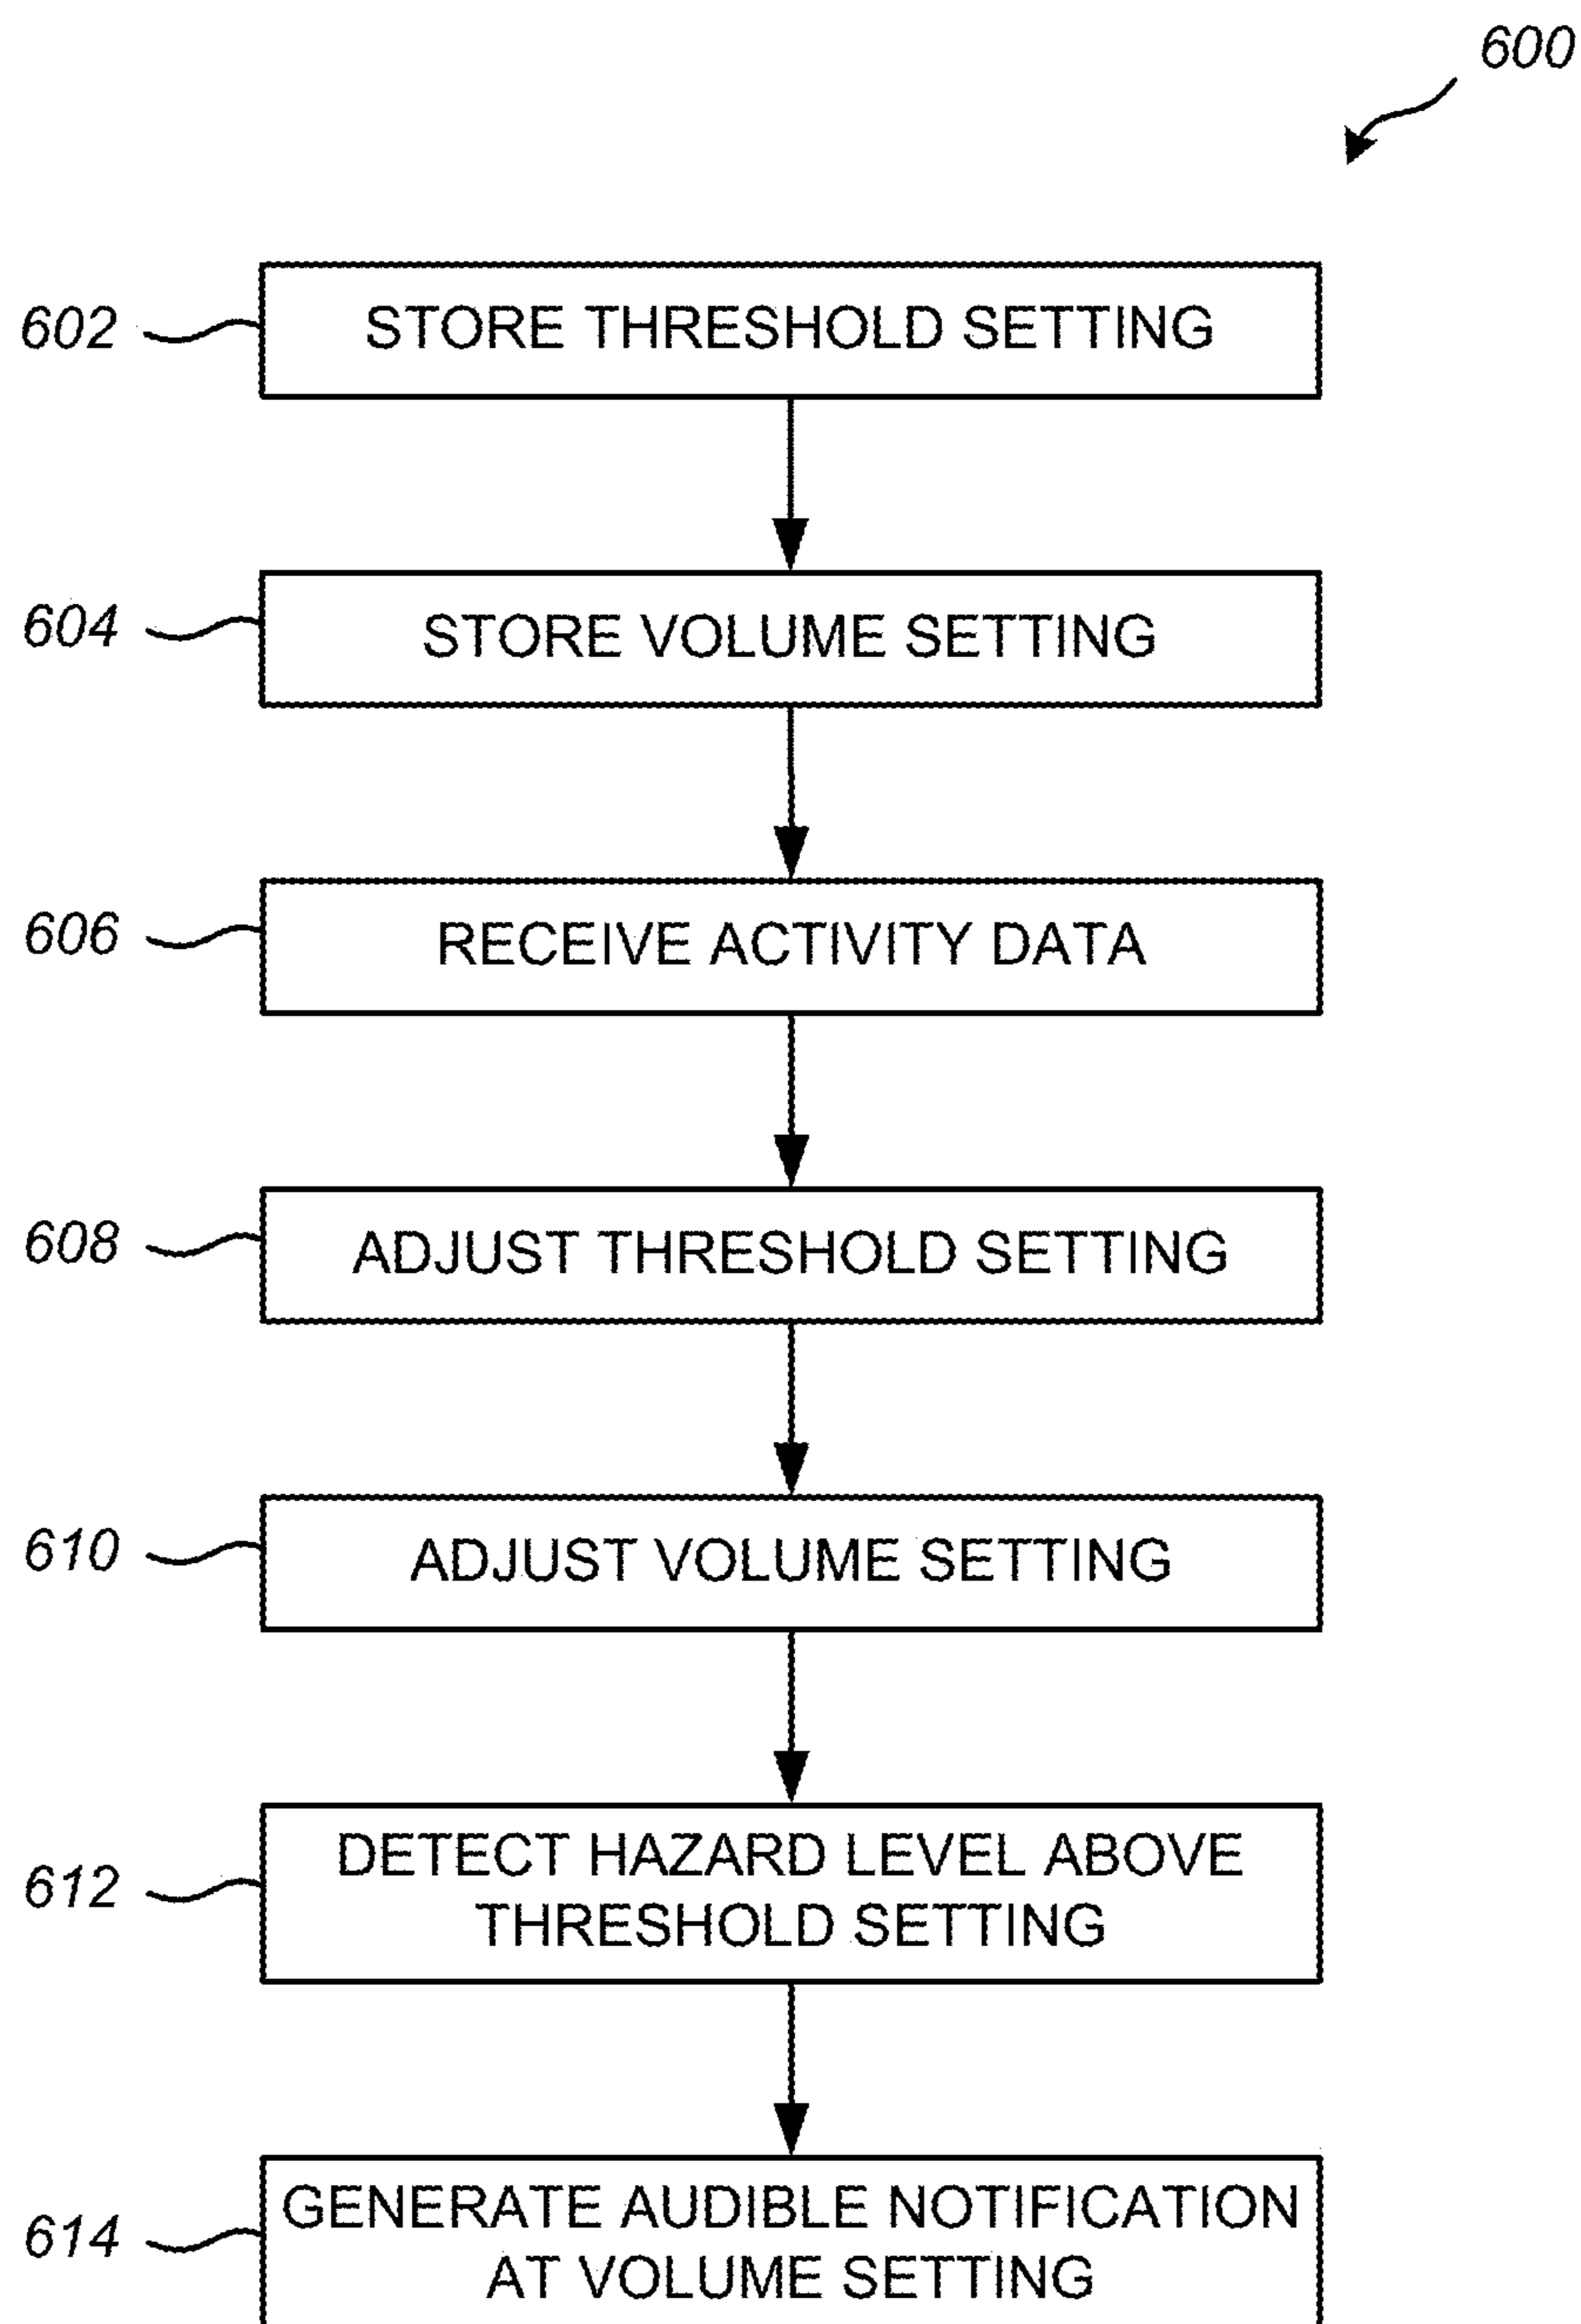 600
602
STORE THRESHOLD SETTING
604
STORE VOLUME SETTING
606
RECEIVE ACTIVITY DATA
608
ADJUST THRESHOLD SETTING
610
ADJUST VOLUME SETTING
612
DETECT HAZARD LEVEL ABOVE
THRESHOLD SETTING
614
GENERATE AUDIBLE NOTIFICATION
AT VOLUME SETTING